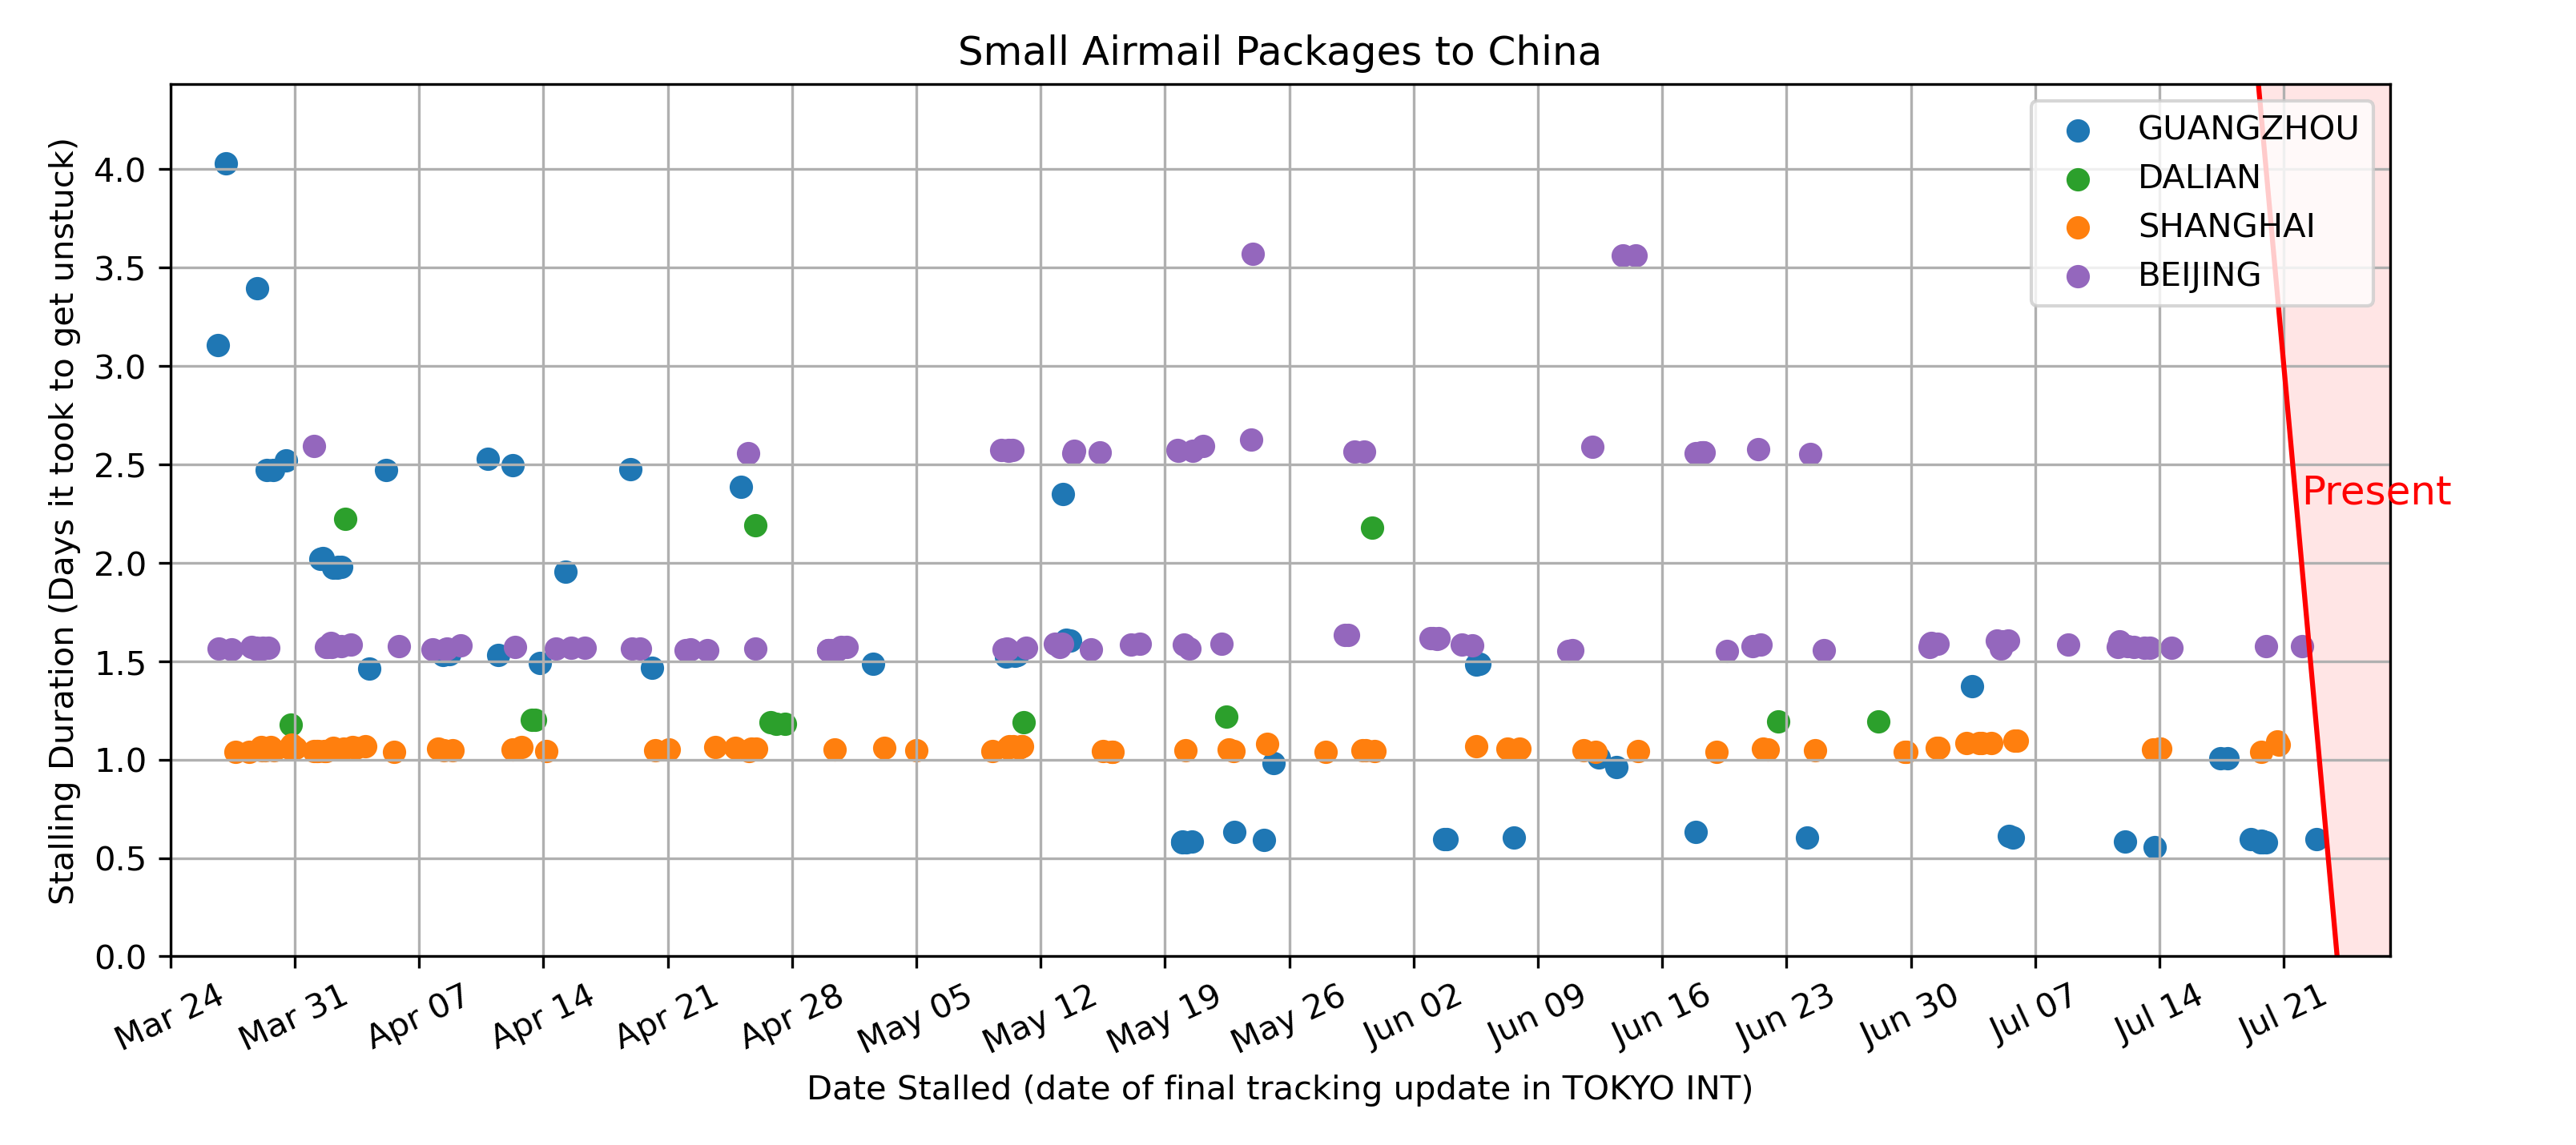 Small Airmail Packages to China
Stalling Duration (Days it took to get unstuck)
4.0
3.5
3.0
2.5
2.0
1.5
1.0
0.5
0.0
GUANGZHOU
DALIAN
SHANGHAI
BEIJING
Present
Mar 24
Mar 31
Apr 07
Apr 14
Apr 21
Apr 28
May 05
May 12
May 19
May 26
Jun 02
Jun 09
Jun 16
Jun 23
Jun 30
Jul 07
Jul 14
Jul 21
Date Stalled (date of final tracking update in TOKYO INT)